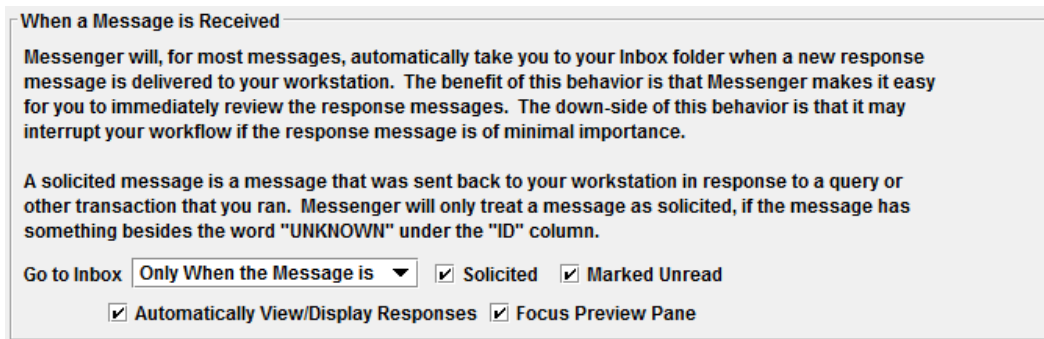 When a Message is Received
Messenger will, for most messages, automatically take you to your Inbox folder when a new response
message is delivered to your workstation.  The benefit of this behavior is that Messenger makes it easy
for you to immediately review the response messages.  The down-side of this behavior is that it may
interrupt your workflow if the response message is of minimal importance.
A solicited message is a message that was sent back to your workstation in response to a query or
other transaction that you ran.  Messenger will only treat a message as solicited, if the message has
something besides the word "UNKNOWN" under the "ID" column.
Go to Inbox Only When the Message is Solicited Marked Unread
Automatically View/Display Responses Focus Preview Pane